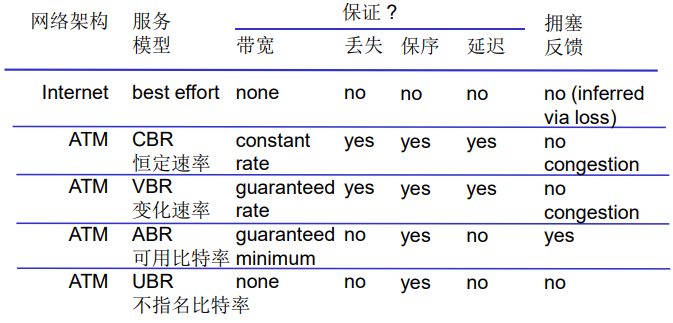 网络架构 服务模型 保证？ 拥塞反馈
带宽 丢失 保序 延迟
Internet best effort none no no no no (inferred via loss)
ATM CBR constant yes yes yes no
恒定速率 rate congestion
ATM VBR guaranteed yes yes yes no
变化速率 rate congestion
ATM ABR guaranteed no yes no yes
可用比特率 minimum
ATM UBR none no yes no no
不指名比特率